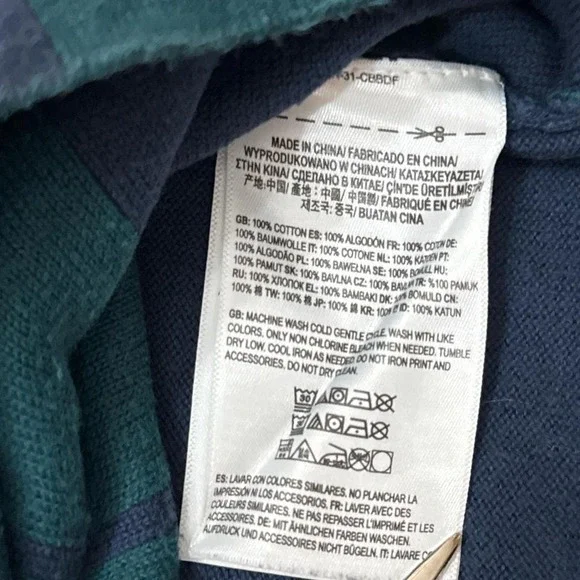 -31-CBBDF
MADE IN CHINA/ FABRICADO EN CHINA/
WYPRODUKOWANO W CHINACH/ ΚΑΤΑΣΚΕΥΑΖΕΤΑΙ
ΣΤΗΝ ΚΙΝΑ/ СДЕЛАНО В КИТАЕ/ ÇİN'DE ÜRETİLMİŞTİR/
产地:中国/ 產地: 中國/ 中国製/ FABRIQUÉ EN CHINE/
제조국: 중국/ BUATAN CINA
GB: 100% COTTON ES: 100% ALGODÓN FR: 100% COTON DE:
100% BAUMWOLLE IT: 100% COTONE NL: 100% KATOEN PT:
100% ALGODÃO PL: 100% BAWEŁNA SE: 100% BOMULL HU:
100% PAMUT SK: 100% BAVLNA CZ: 100% BAVLNA TR: %100 PAMUK
RU: 100% ХЛОПОК EL: 100% ΒΑΜΒΑΚΙ DK: BOMULD CN:
100% 棉 TW: 100% 棉 JP: 100% 綿 KR: ID: 100% KATUN
GB: MACHINE WASH COLD GENTLE CYCLE. WASH WITH LIKE
COLORS. ONLY NON CHLORINE BLEACH WHEN NEEDED. TUMBLE
DRY LOW. COOL IRON AS NEEDED. DO NOT IRON PRINT AND
ACCESSORIES. DO NOT DRY CLEAN.
30
ES: LAVAR CON COLORES SIMILARES. NO PLANCHAR LA
IMPRESIÓN NI LOS ACCESORIOS. FR: LAVER AVEC DES
COULEURS SIMILAIRES. NE PAS REPASSER L'IMPRIMÉ ET LES
ACCESSOIRES. DE: MIT ÄHNLICHEN FARBEN WASCHEN.
AUFDRUCK UND ACCESSOIRES NICHT BÜGELN. IT: LAVARE